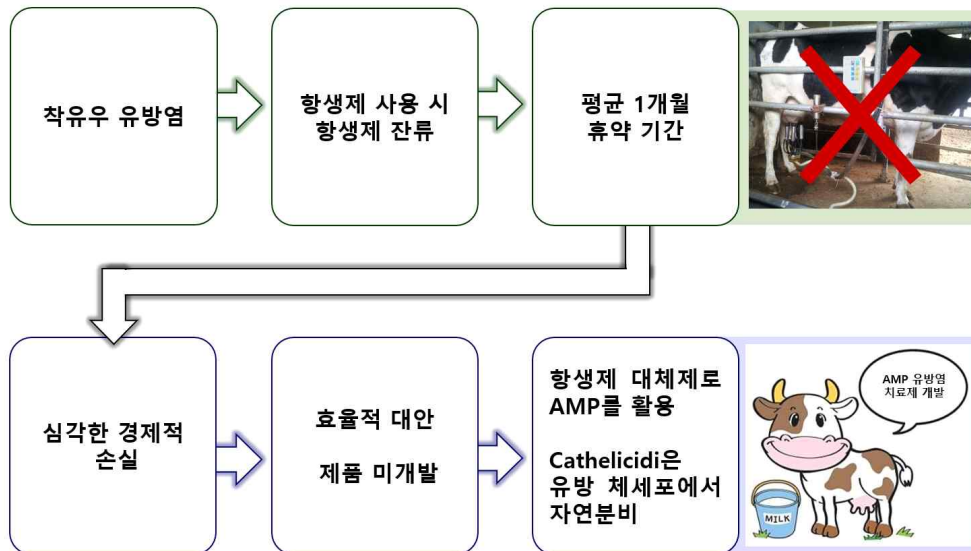 착유우 유방염
항생제 사용 시
항생제 잔류
평균 1개월
휴약 기간
심각한 경제적
손실
효율적 대안
제품 미개발
항생제 대체제로
AMP를 활용
Cathelicidi은
유방 체세포에서
자연분비
AMP 유방염
치료제 개발
MILK